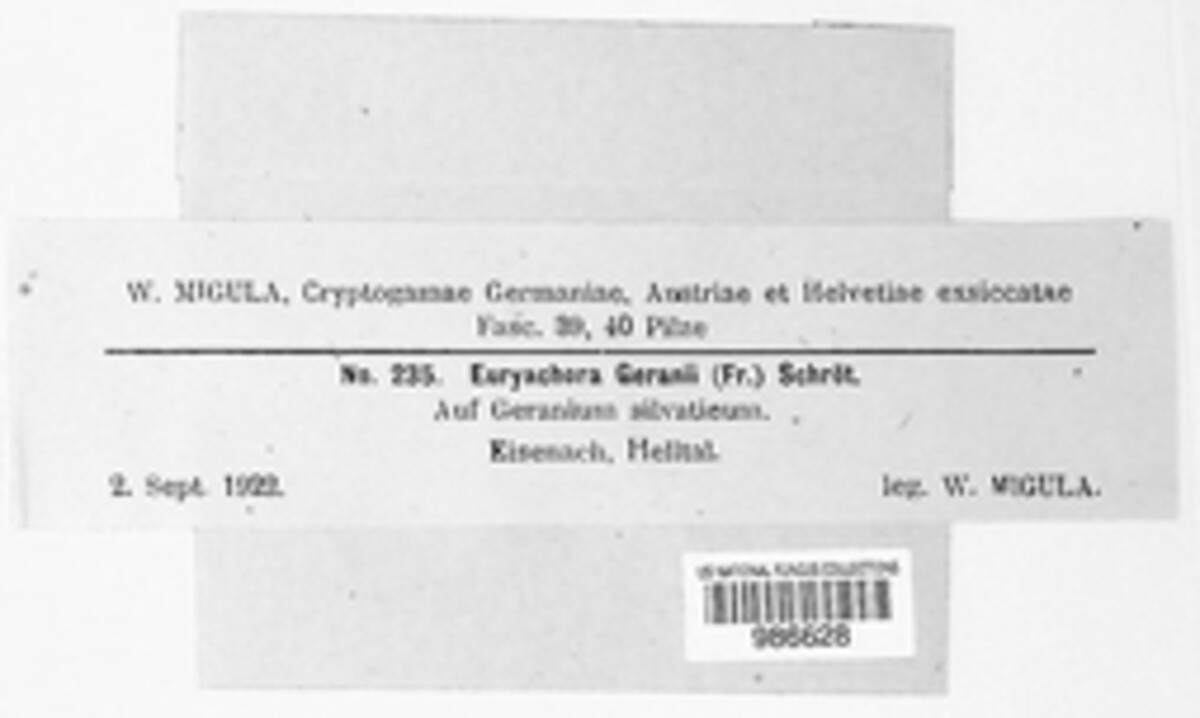 W. MIGULA, Cryptogamae Germaniae, Austriae et Helvetiae exsiccatae
Fasc. 39, 40 Pilze
No. 235. Euryachora Geranii (Fr.) Schröt.
Auf Geranium silvaticum.
Eisenach,
2. Sept. 1922.
leg. W. MIGULA.
US NATIONAL FUNGUS COLLECTIONS
986628